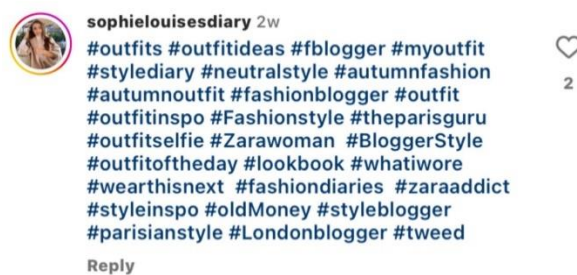 sophielouisesdiary 2w
#outfits #outfitideas #fblogger #myoutfit
#stylediary #neutralstyle #autumnfashion
#autumnoutfit #fashionblogger #outfit
#outfitinspo #Fashionstyle #theparisguru
#outfitselfie #Zarawoman #BloggerStyle
#outfitoftheday #lookbook #whatiwore
#wearthisnext #fashiondiaries #zaraaddict
#styleinspo #oldMoney #styleblogger
#parisianstyle #Londonblogger #tweed
Reply
2